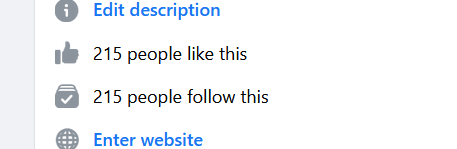 Edit description
215 people like this
215 people follow this
Enter website